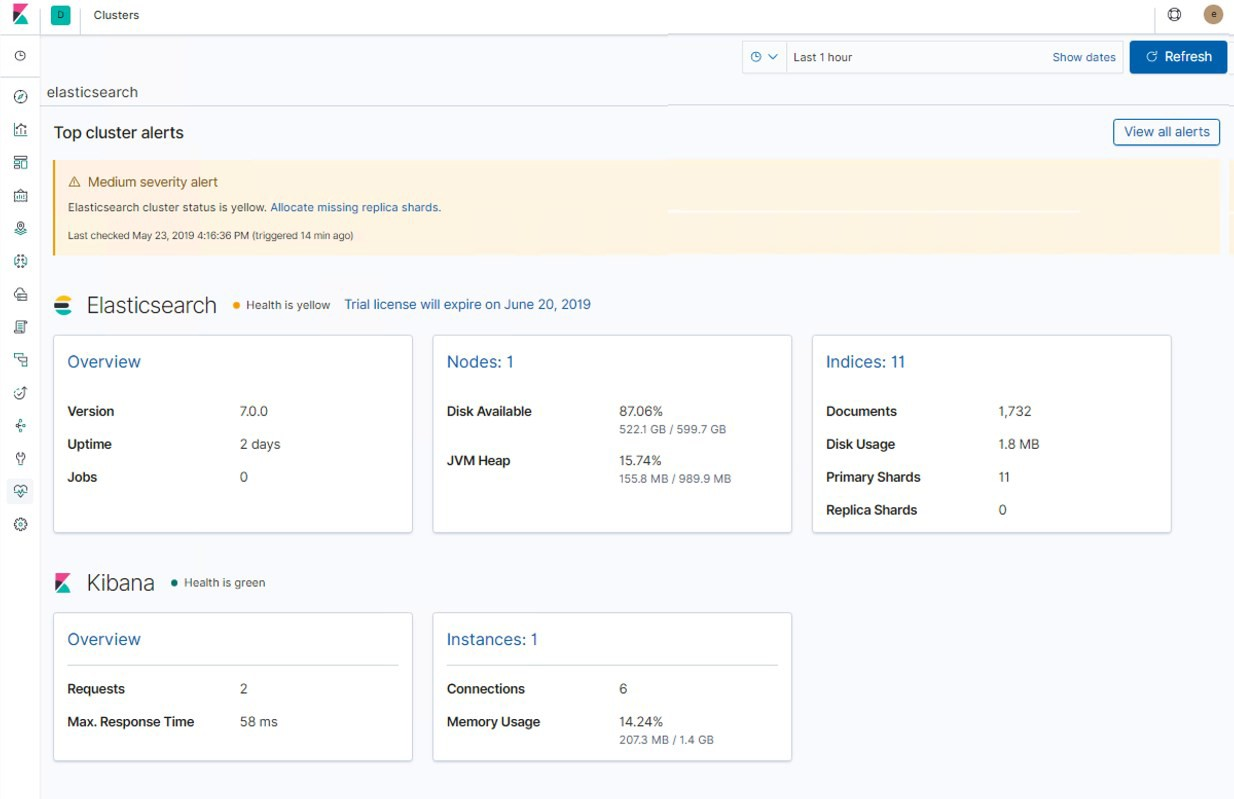 D Clusters e
Last 1 hour Show dates Refresh
elasticsearch
Top cluster alerts View all alerts
Medium severity alert
Elasticsearch cluster status is yellow. Allocate missing replica shards.
Last checked May 23, 2019 4:16:36 PM (triggered 14 min ago)
Elasticsearch Health is yellow Trial license will expire on June 20, 2019
Overview
Version 7.0.0
Uptime 2 days
Jobs 0
Nodes: 1
Disk Available 87.06%
522.1 GB / 599.7 GB
JVM Heap 15.74%
155.8 MB / 989.9 MB
Indices: 11
Documents 1,732
Disk Usage 1.8 MB
Primary Shards 11
Replica Shards 0
Kibana Health is green
Overview
Requests 2
Max. Response Time 58 ms
Instances: 1
Connections 6
Memory Usage 14.24%
207.3 MB / 1.4 GB